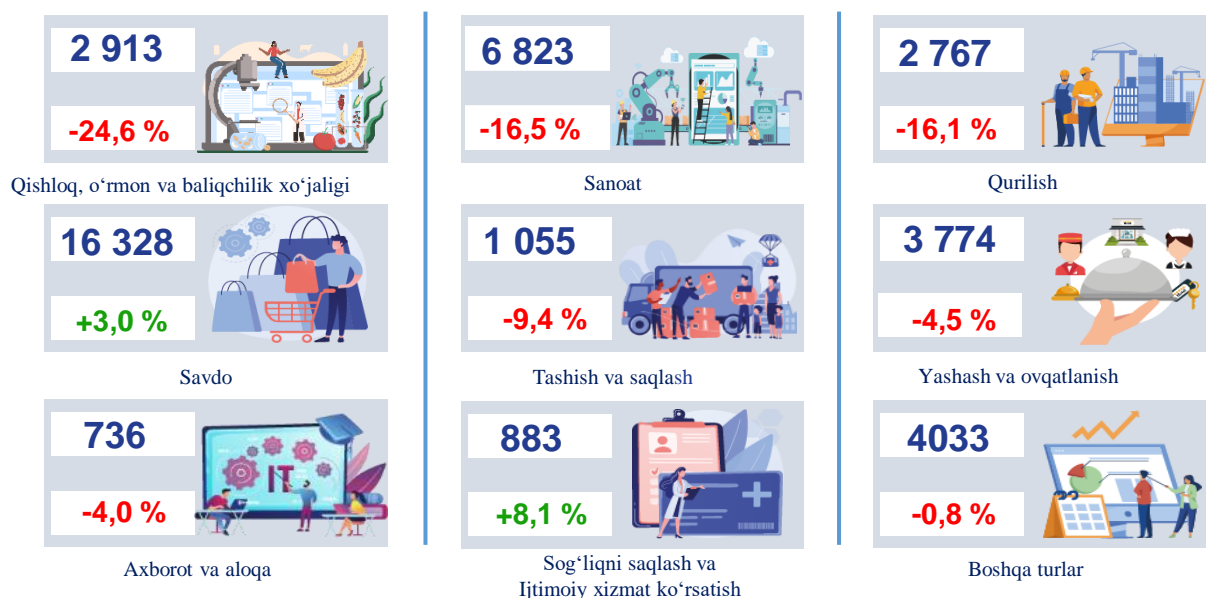 2 913
-24,6 %
Qishloq, o‘rmon va baliqchilik xo‘jaligi
6 823
-16,5 %
Sanoat
2 767
-16,1 %
Qurilish
16 328
+3,0 %
Savdo
1 055
-9,4 %
Tashish va saqlash
3 774
-4,5 %
Yashash va ovqatlanish
736
-4,0 %
IT
Axborot va aloqa
883
+8,1 %
Sog‘liqni saqlash va
Ijtimoiy xizmat ko‘rsatish
4033
-0,8 %
Boshqa turlar